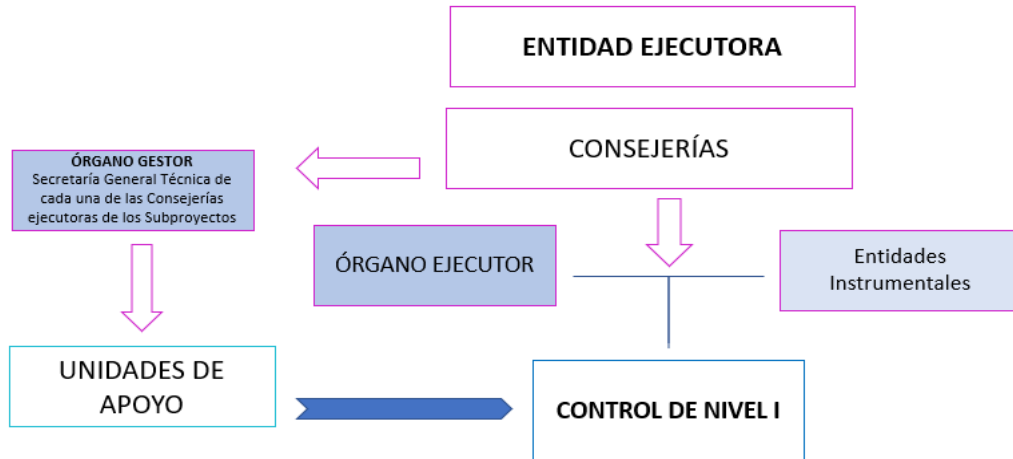 ENTIDAD EJECUTORA
CONSEJERÍAS
ÓRGANO GESTOR
Secretaría General Técnica de
cada una de las Consejerías
ejecutoras de los Subproyectos
ÓRGANO EJECUTOR
Entidades
Instrumentales
UNIDADES DE
APOYO
CONTROL DE NIVEL I